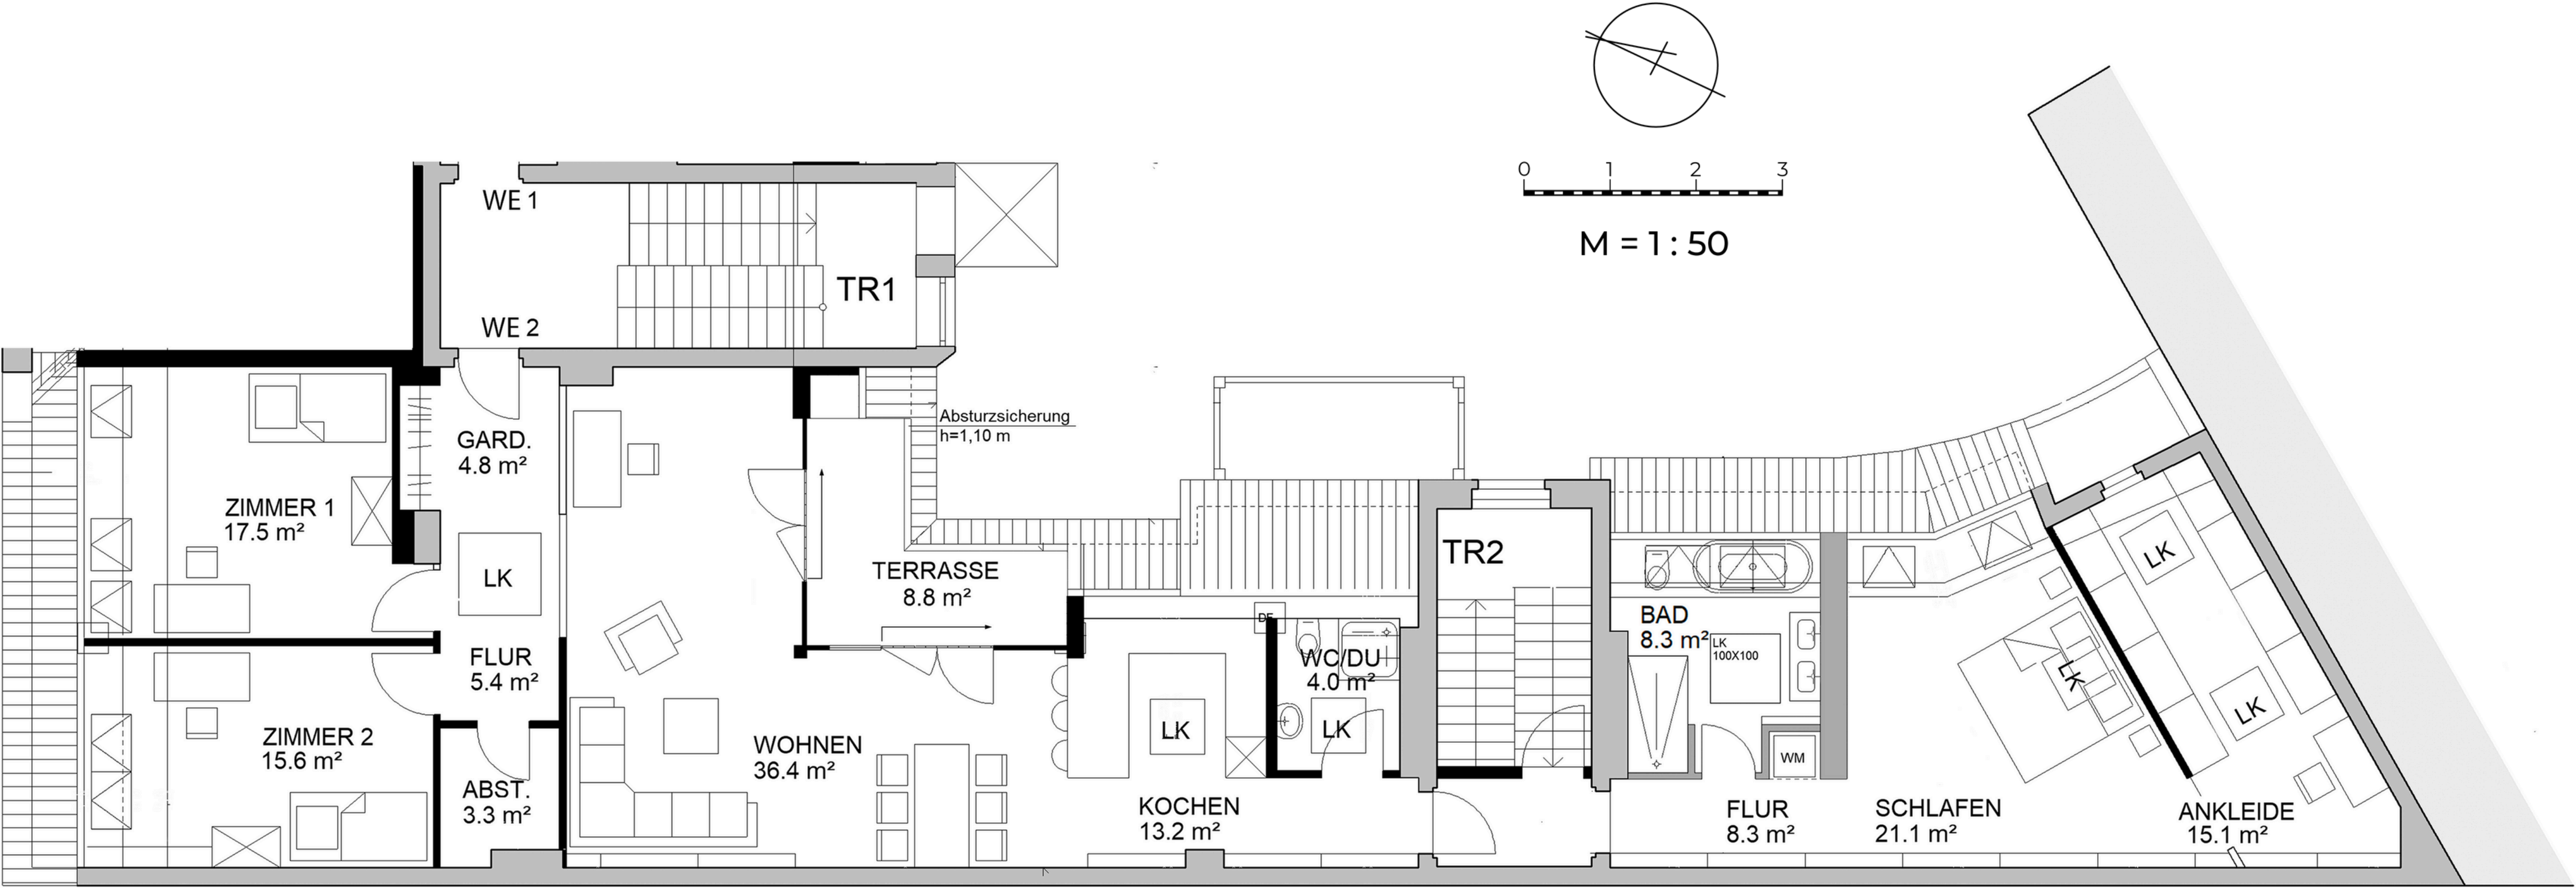 0 1 2 3
M = 1 : 50
WE 1
WE 2
TR1
Absturzsicherung
h=1,10 m
GARD.
4.8 m²
ZIMMER 1
17.5 m²
LK
TERRASSE
8.8 m²
TR2
DF
BAD
8.3 m²
LK
100X100
LK
LK
LK
FLUR
5.4 m²
WC/DU
4.0 m²
LK
LK
ZIMMER 2
15.6 m²
WOHNEN
36.4 m²
WM
ABST.
3.3 m²
KOCHEN
13.2 m²
FLUR
8.3 m²
SCHLAFEN
21.1 m²
ANKLEIDE
15.1 m²